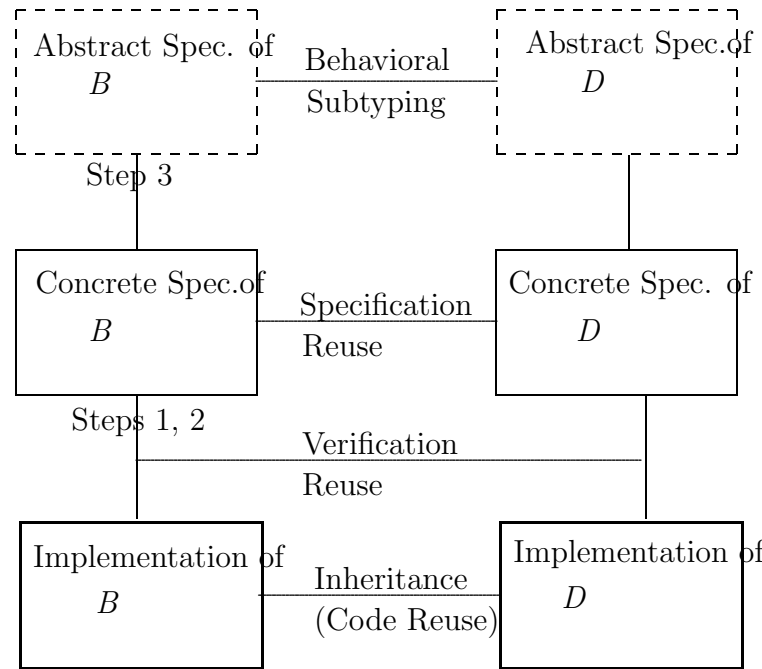 Abstract Spec. of
B
Behavioral
Subtyping
Abstract Spec.of
D
Step 3
Concrete Spec.of
B
Specification
Reuse
Concrete Spec. of
D
Steps 1, 2
Verification
Reuse
Implementation of
B
Inheritance
(Code Reuse)
Implementation of
D